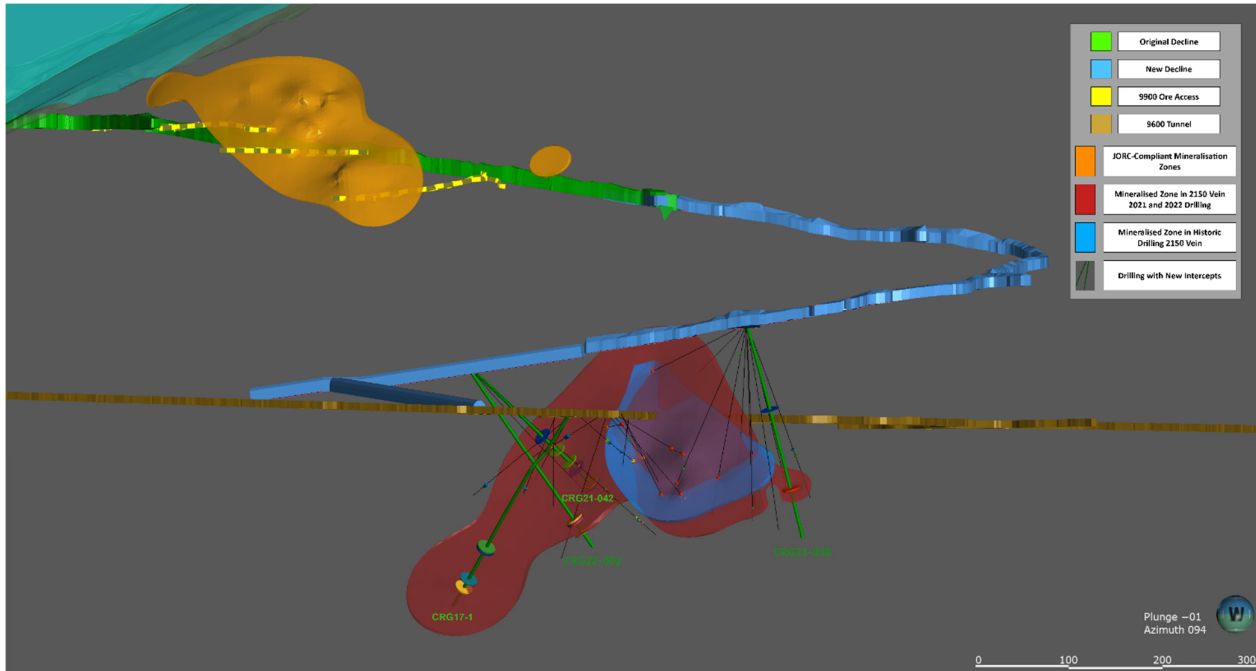 Original Decline
New Decline
9900 Ore Access
9600 Tunnel
JORC-Compliant Mineralisation
Zones
Mineralised Zone in 2150 Vein
2021 and 2022 Drilling
Mineralised Zone in Historic
Drilling 2150 Vein
Drilling with New Intercepts
CRG21-042
CRG17-1
W
Plunge −01
Azimuth 094
0 100 200 300